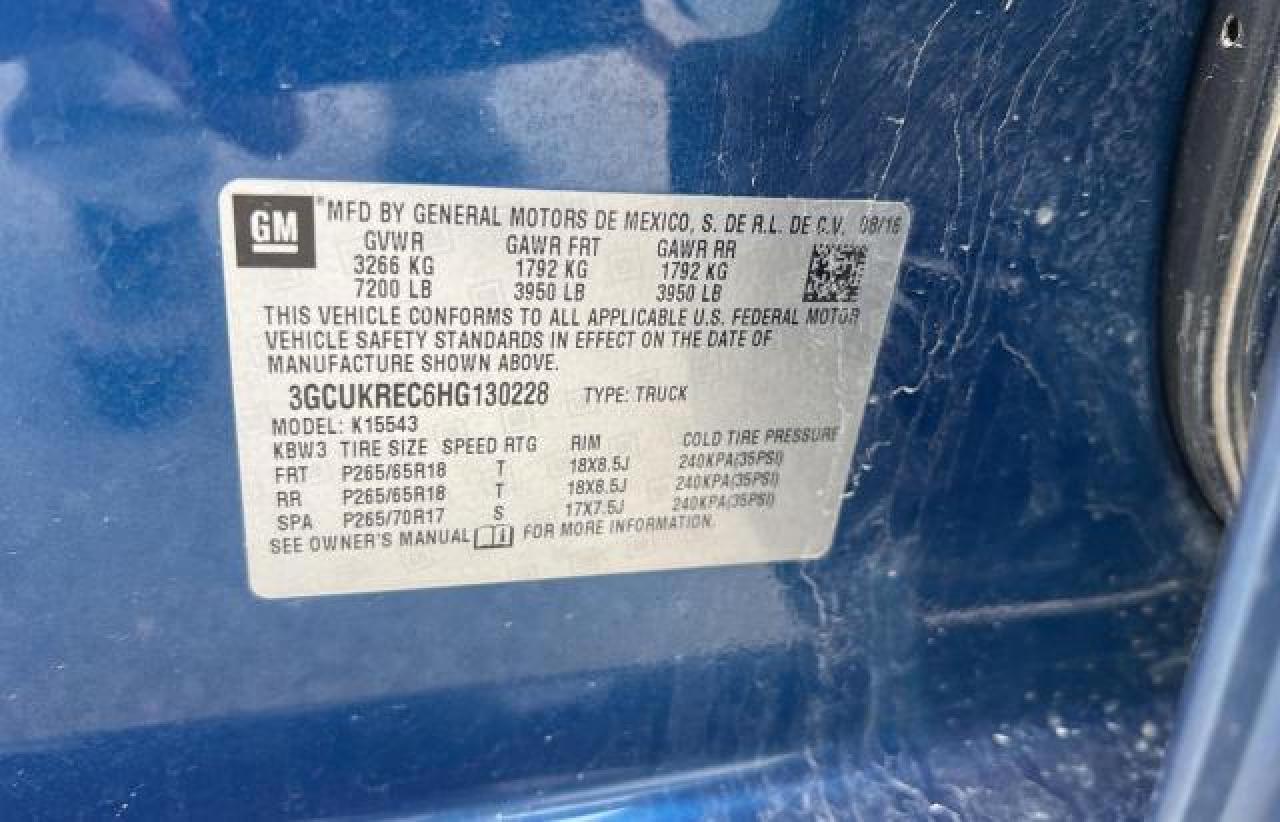 GM
®MFD BY GENERAL MOTORS DE MEXICO, S. DE R.L. DE C.V. 08/16
GVWR GAWR FRT GAWR RR
3266 KG 1792 KG 1792 KG
7200 LB 3950 LB 3950 LB
THIS VEHICLE CONFORMS TO ALL APPLICABLE U.S. FEDERAL MOTOR
VEHICLE SAFETY STANDARDS IN EFFECT ON THE DATE OF
MANUFACTURE SHOWN ABOVE.
3GCUKREC6HG130228 TYPE: TRUCK
MODEL: K15543
KBW3 TIRE SIZE SPEED RTG RIM COLD TIRE PRESSURE
FRT P265/65R18 T 18X8.5J 240KPA(35PSI)
RR P265/65R18 T 18X8.5J 240KPA(35PSI)
SPA P265/70R17 S 17X7.5J 240KPA(35PSI)
SEE OWNER'S MANUAL FOR MORE INFORMATION.